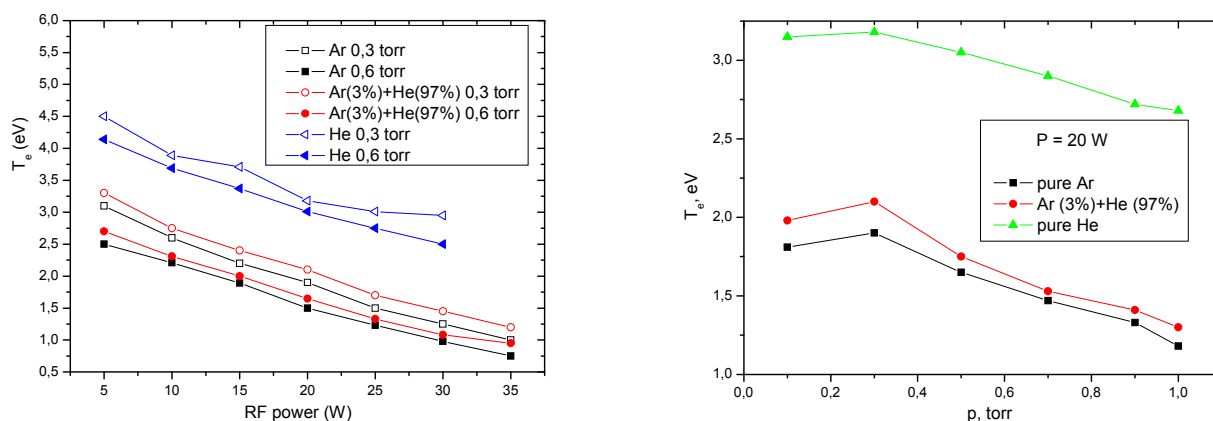 6,0
5,5
5,0
4,5
4,0
3,5
3,0
2,5
2,0
1,5
1,0
0,5
T_e (eV)
Ar 0,3 torr
Ar 0,6 torr
Ar(3%)+He(97%) 0,3 torr
Ar(3%)+He(97%) 0,6 torr
He 0,3 torr
He 0,6 torr
5 10 15 20 25 30 35
RF power (W)
3,0
2,5
2,0
1,5
1,0
T_e, eV
P = 20 W
pure Ar
Ar (3%)+He (97%)
pure He
0,0 0,2 0,4 0,6 0,8 1,0
p, torr